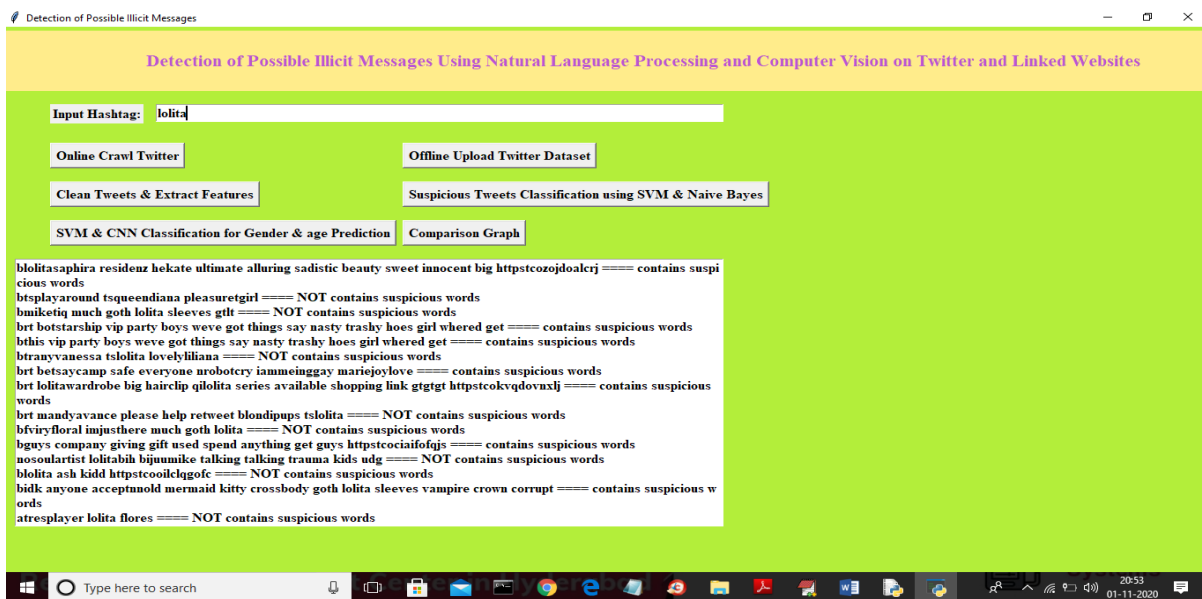 Detection of Possible Illicit Messages
Detection of Possible Illicit Messages Using Natural Language Processing and Computer Vision on Twitter and Linked Websites
Input Hashtag: lolita
Online Crawl Twitter Offline Upload Twitter Dataset
Clean Tweets & Extract Features Suspicious Tweets Classification using SVM & Naive Bayes
SVM & CNN Classification for Gender & age Prediction Comparison Graph
blolitasaphira residenz hekate ultimate alluring sadistic beauty sweet innocent big httpstcozojdoalcrj ==== contains suspi
cious words
btsplayaround tsqueendiana pleasuretgirl ==== NOT contains suspicious words
bmiketiq much goth lolita sleeves gtlt ==== NOT contains suspicious words
brt botstarship vip party boys weve got things say nasty trashy hoes girl whered get ==== contains suspicious words
bthis vip party boys weve got things say nasty trashy hoes girl whered get ==== contains suspicious words
btranyvanessa tslolita lovelyliliana ==== NOT contains suspicious words
brt betsaycamp safe everyone nrobotcry iammeinggay mariejoylove ==== contains suspicious words
brt lolitawardrobe big hairclip qilolita series available shopping link gtgtgt httpstcokvqdovnxlj ==== contains suspicious
words
brt mandyavance please help retweet blondipups tslolita ==== NOT contains suspicious words
bfviryfloral imjusthere much goth lolita ==== NOT contains suspicious words
bguys company giving gift used spend anything get guys httpstcociaifofqjs ==== contains suspicious words
nosoulartist lolitabih bijuumike talking talking trauma kids udg ==== NOT contains suspicious words
blolita ash kidd httpstcooilclqgofc ==== NOT contains suspicious words
bidk anyone acceptnnold mermaid kitty crossbody goth lolita sleeves vampire crown corrupt ==== contains suspicious w
ords
atresplayer lolita flores ==== NOT contains suspicious words
Type here to search
20:53
01-11-2020